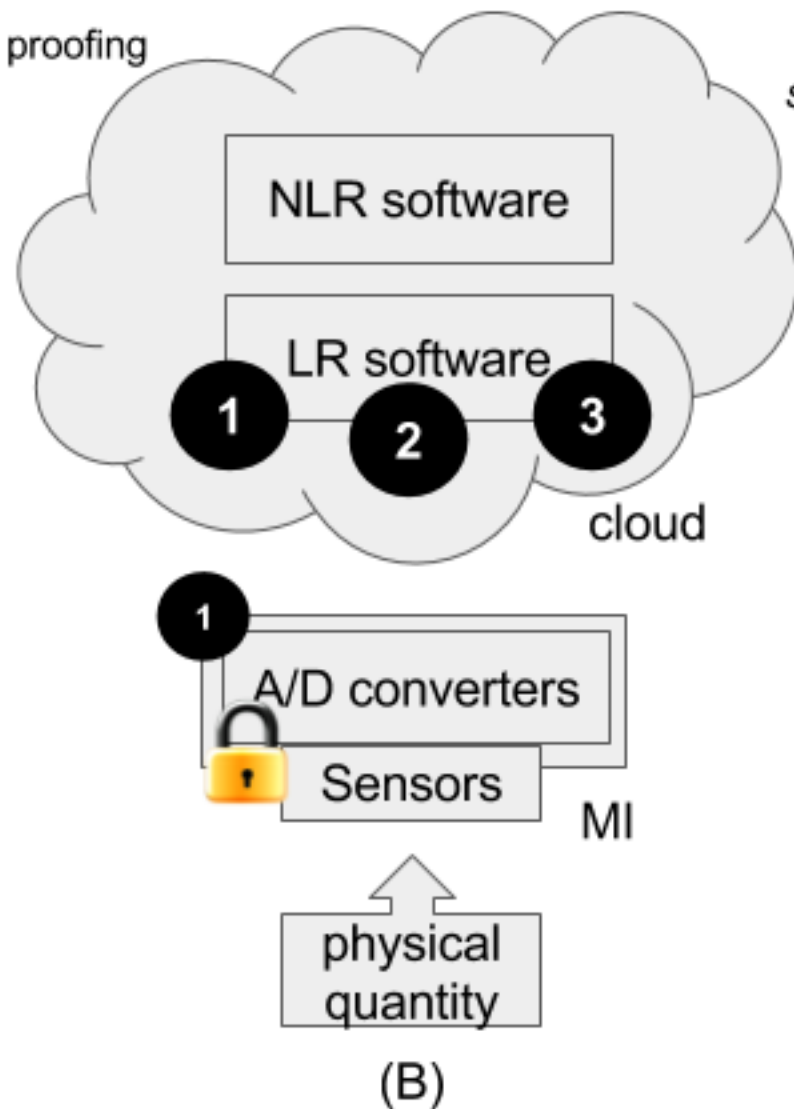 proofing
s
NLR software
LR software
1
2
3
cloud
1
A/D converters
Sensors
MI
physical
quantity
(B)